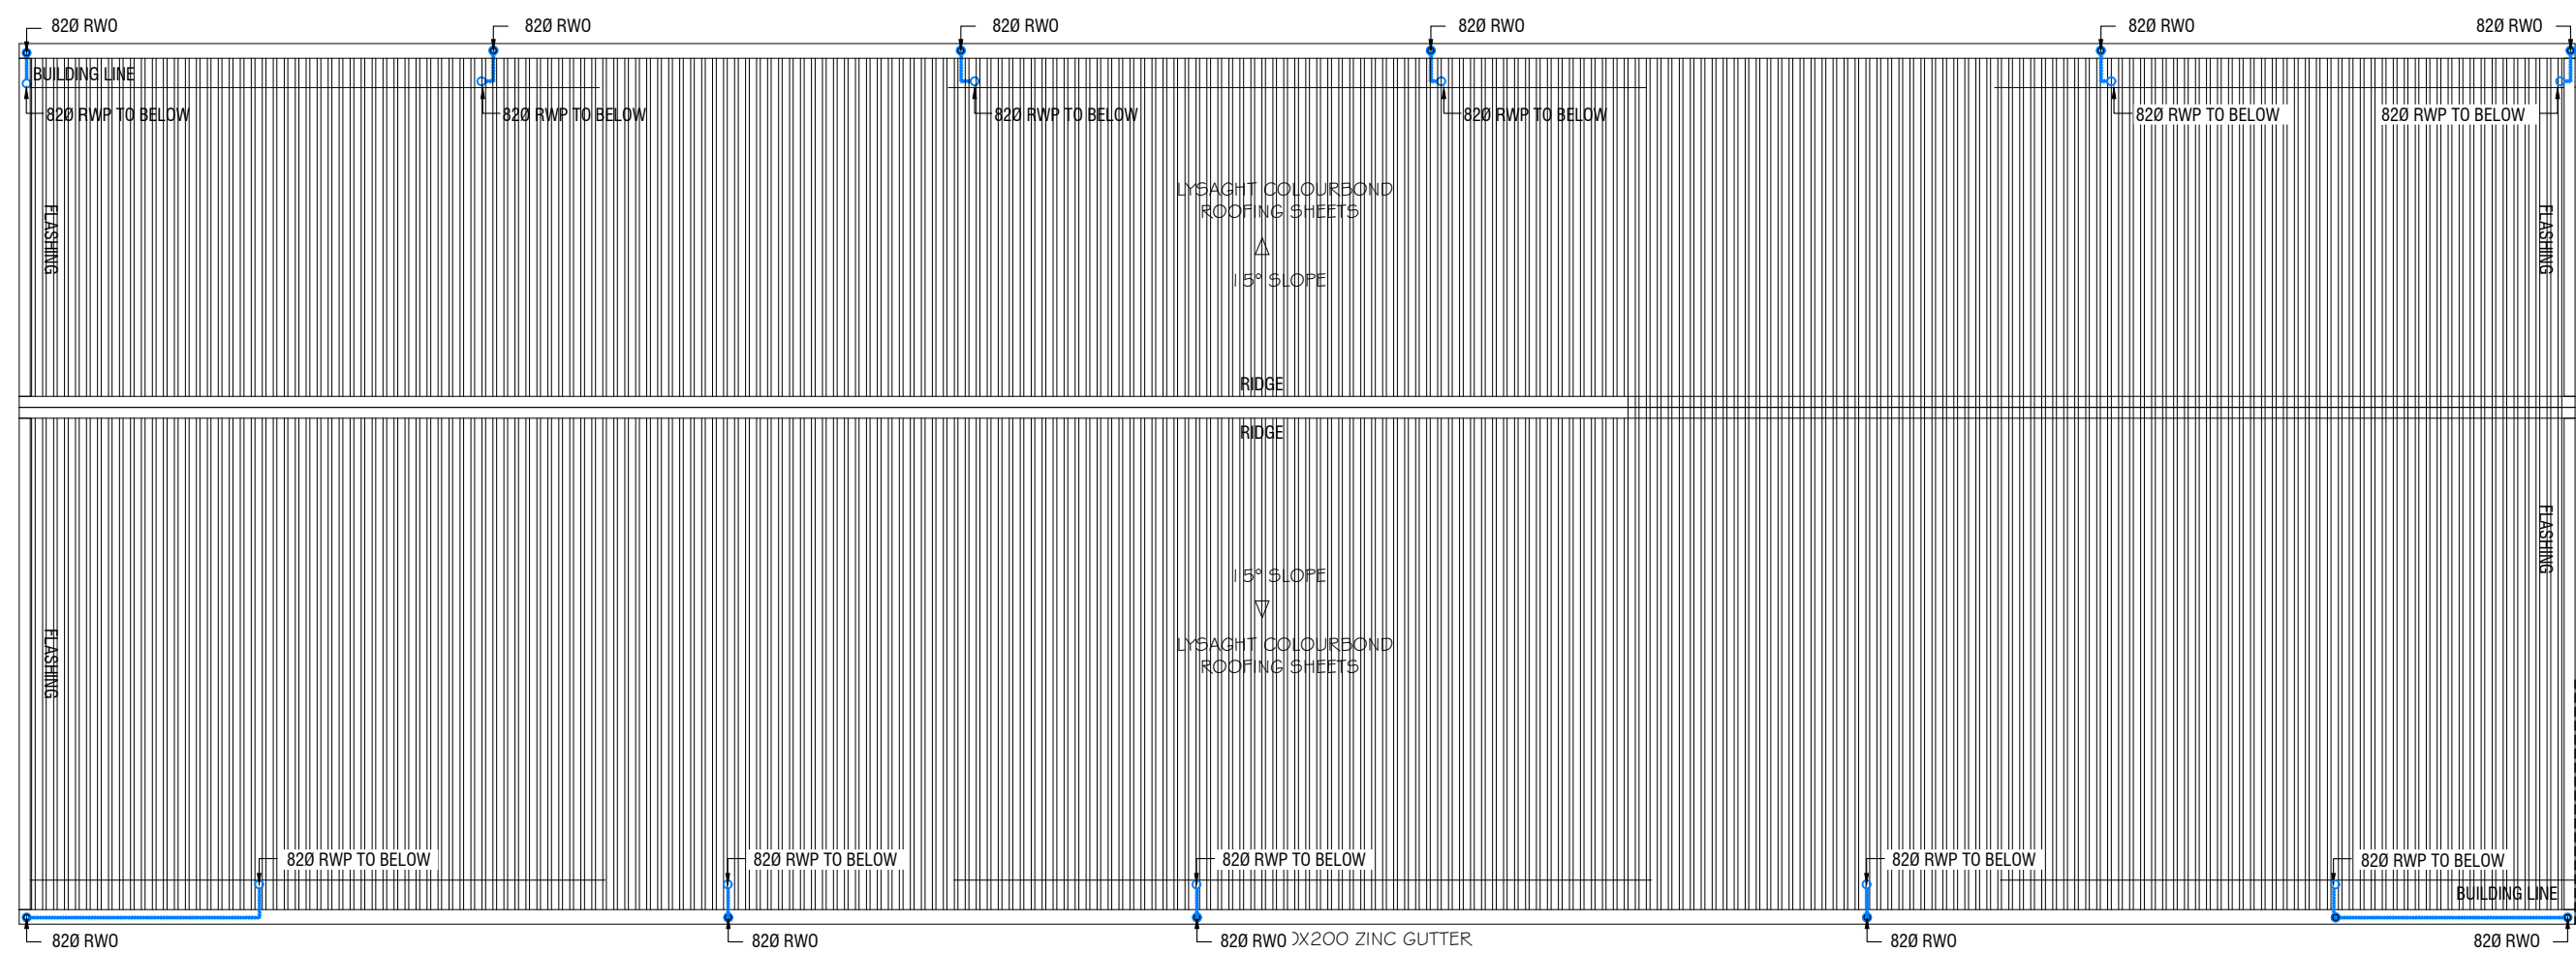 82Ø RWO
82Ø RWO
82Ø RWO
82Ø RWO
82Ø RWO
82Ø RWO
BUILDING LINE
82Ø RWP TO BELOW
82Ø RWP TO BELOW
82Ø RWP TO BELOW
82Ø RWP TO BELOW
82Ø RWP TO BELOW
82Ø RWP TO BELOW
LYSAGHT COLOURBOND
ROOFING SHEETS
FLASHING
FLASHING
15° SLOPE
RIDGE
RIDGE
FLASHING
15° SLOPE
LYSAGHT COLOURBOND
ROOFING SHEETS
FLASHING
82Ø RWP TO BELOW
82Ø RWP TO BELOW
82Ø RWP TO BELOW
82Ø RWP TO BELOW
82Ø RWP TO BELOW
BUILDING LINE
82Ø RWO
82Ø RWO
82Ø RWO
X200 ZINC GUTTER
82Ø RWO
82Ø RWO